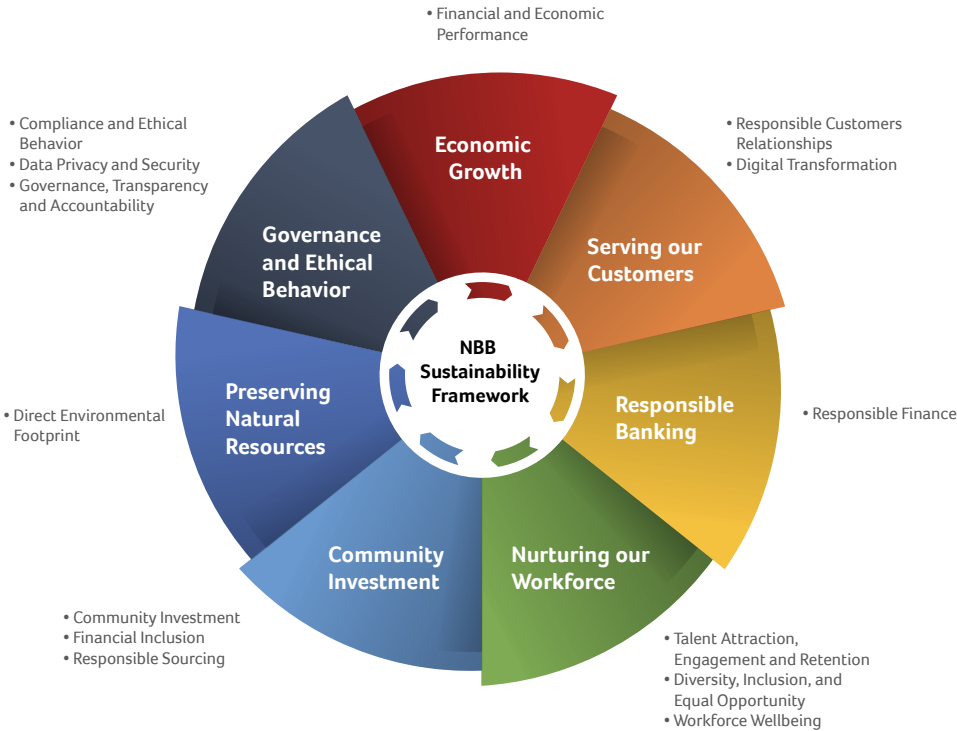 • Financial and Economic
Performance
Economic
Growth
• Responsible Customers
Relationships
• Digital Transformation
Serving our
Customers
• Responsible Finance
Responsible
Banking
• Talent Attraction,
Engagement and Retention
• Diversity, Inclusion, and
Equal Opportunity
• Workforce Wellbeing
Nurturing our
Workforce
• Community Investment
• Financial Inclusion
• Responsible Sourcing
Community
Investment
• Direct Environmental
Footprint
Preserving
Natural
Resources
• Compliance and Ethical
Behavior
• Data Privacy and Security
• Governance, Transparency
and Accountability
Governance
and Ethical
Behavior
NBB
Sustainability
Framework